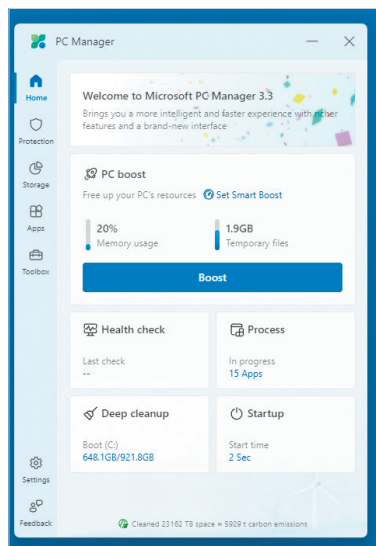 PC Manager
Home
Protection
Storage
Apps
Toolbox
Settings
Feedback
Welcome to Microsoft PC Manager 3.3
Brings you a more intelligent and faster experience with richer
features and a brand-new interface
PC boost
Free up your PC's resources Set Smart Boost
20%
Memory usage
1.9GB
Temporary files
Boost
Health check
Last check
--
Process
In progress
15 Apps
Deep cleanup
Boot (C:)
648.1GB/921.8GB
Startup
Start time
2 Sec
Cleaned 23162 TB space ≈ 5929 t carbon emissions